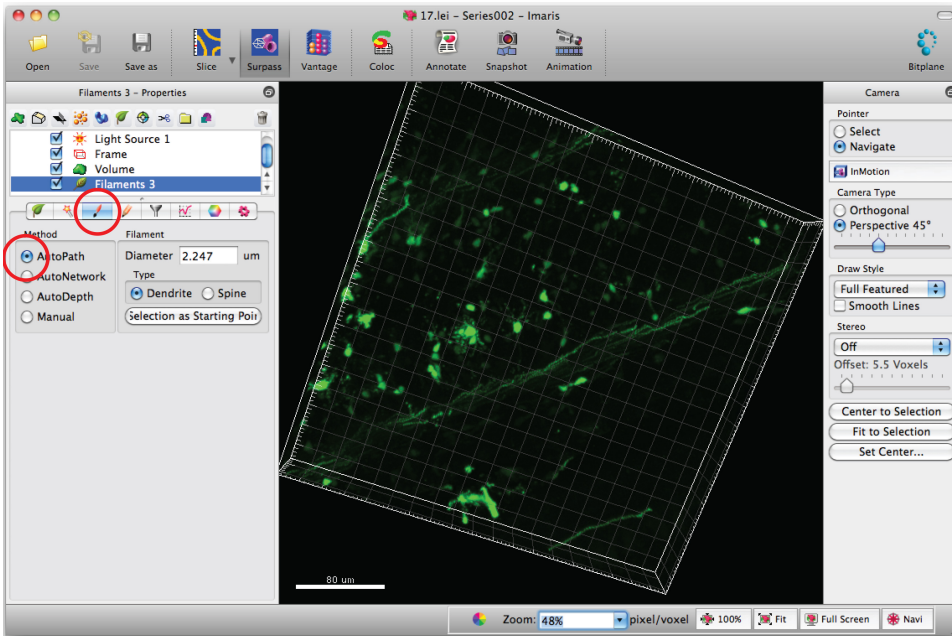 17.lei – Series002 – Imaris
Open
Save
Save as
Slice
Surpass
Vantage
Coloc
Annotate
Snapshot
Animation
Bitplane
Filaments 3 - Properties
Light Source 1
Frame
Volume
Filaments 3
Method
AutoPath
AutoNetwork
AutoDepth
Manual
Filament
Diameter 2.247 um
Type
Dendrite Spine
Selection as Starting Poir
80 um
Camera
Pointer
Select
Navigate
InMotion
Camera Type
Orthogonal
Perspective 45°
Draw Style
Full Featured
Smooth Lines
Stereo
Off
Offset: 5.5 Voxels
Center to Selection
Fit to Selection
Set Center...
Zoom: 48% pixel/voxel 100% Fit Full Screen Navi